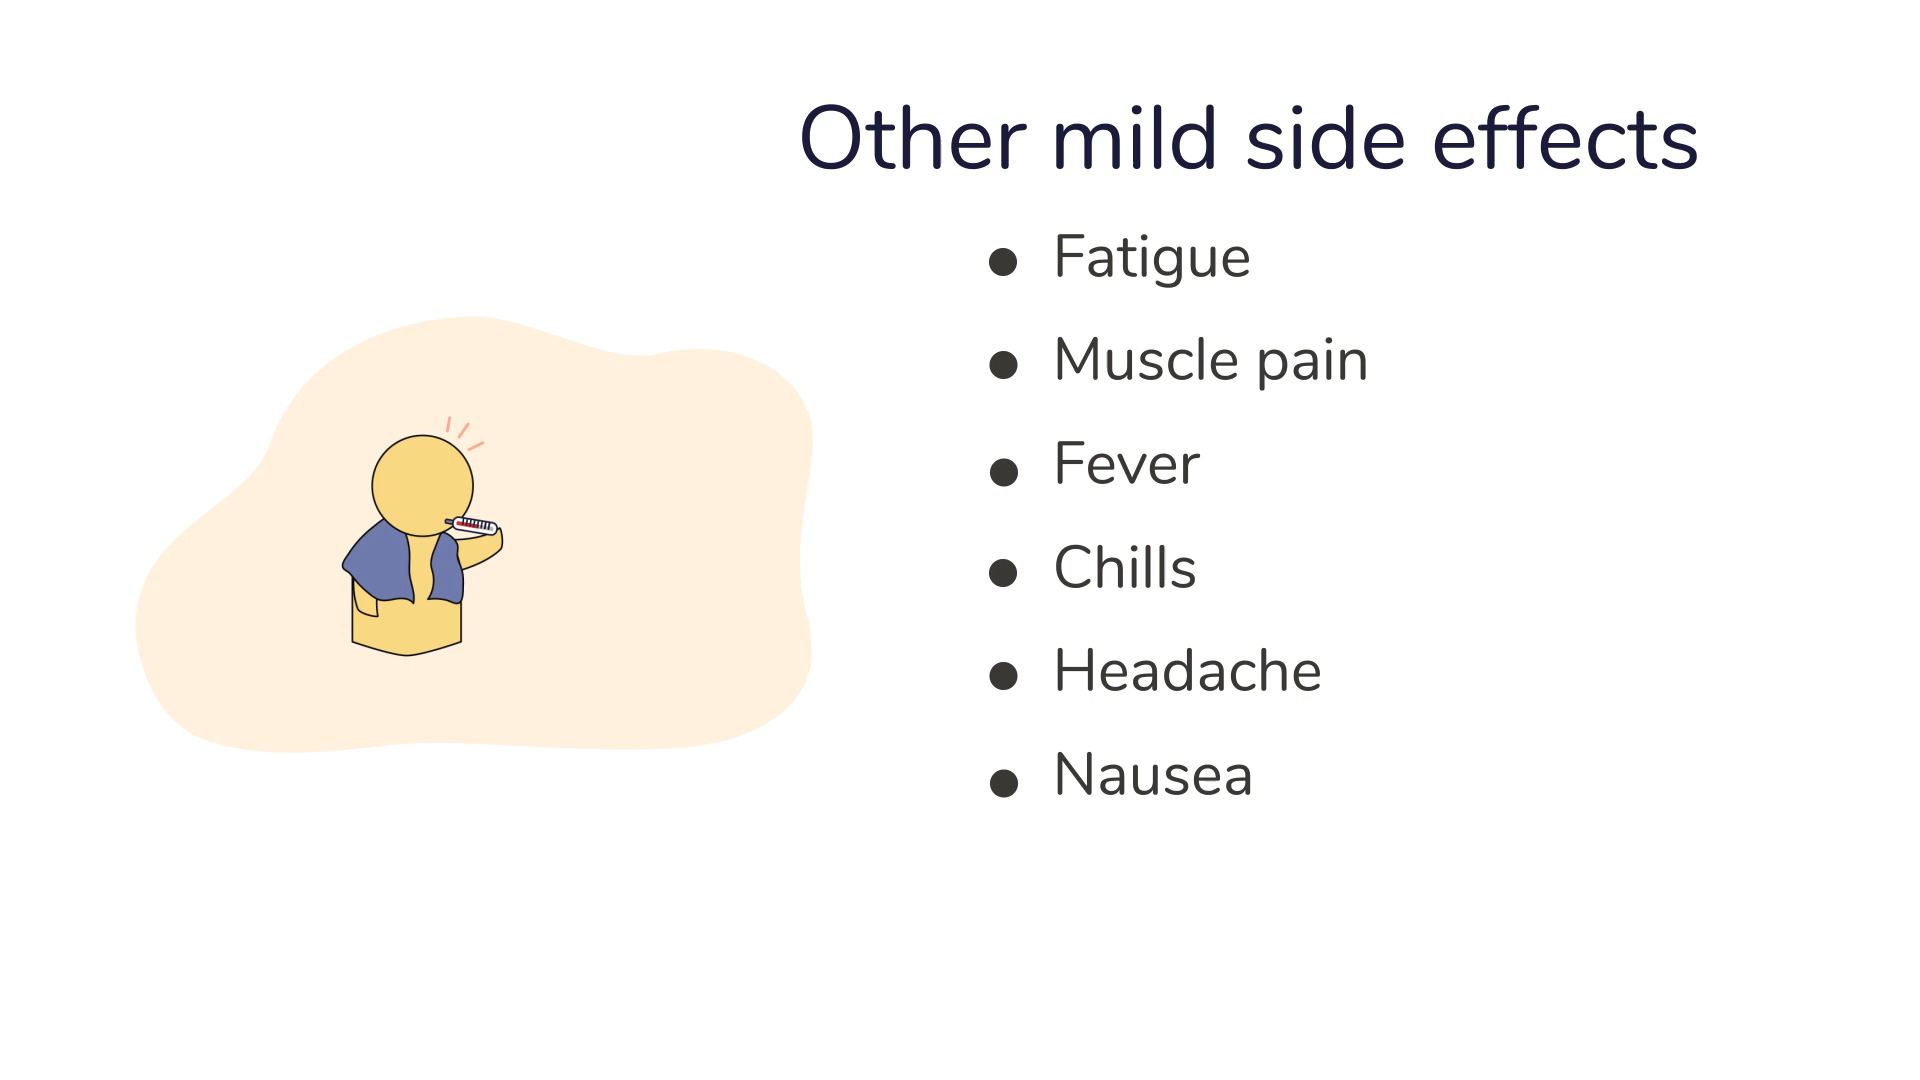 Other mild side effects
● Fatigue
● Muscle pain
● Fever
● Chills
● Headache
● Nausea